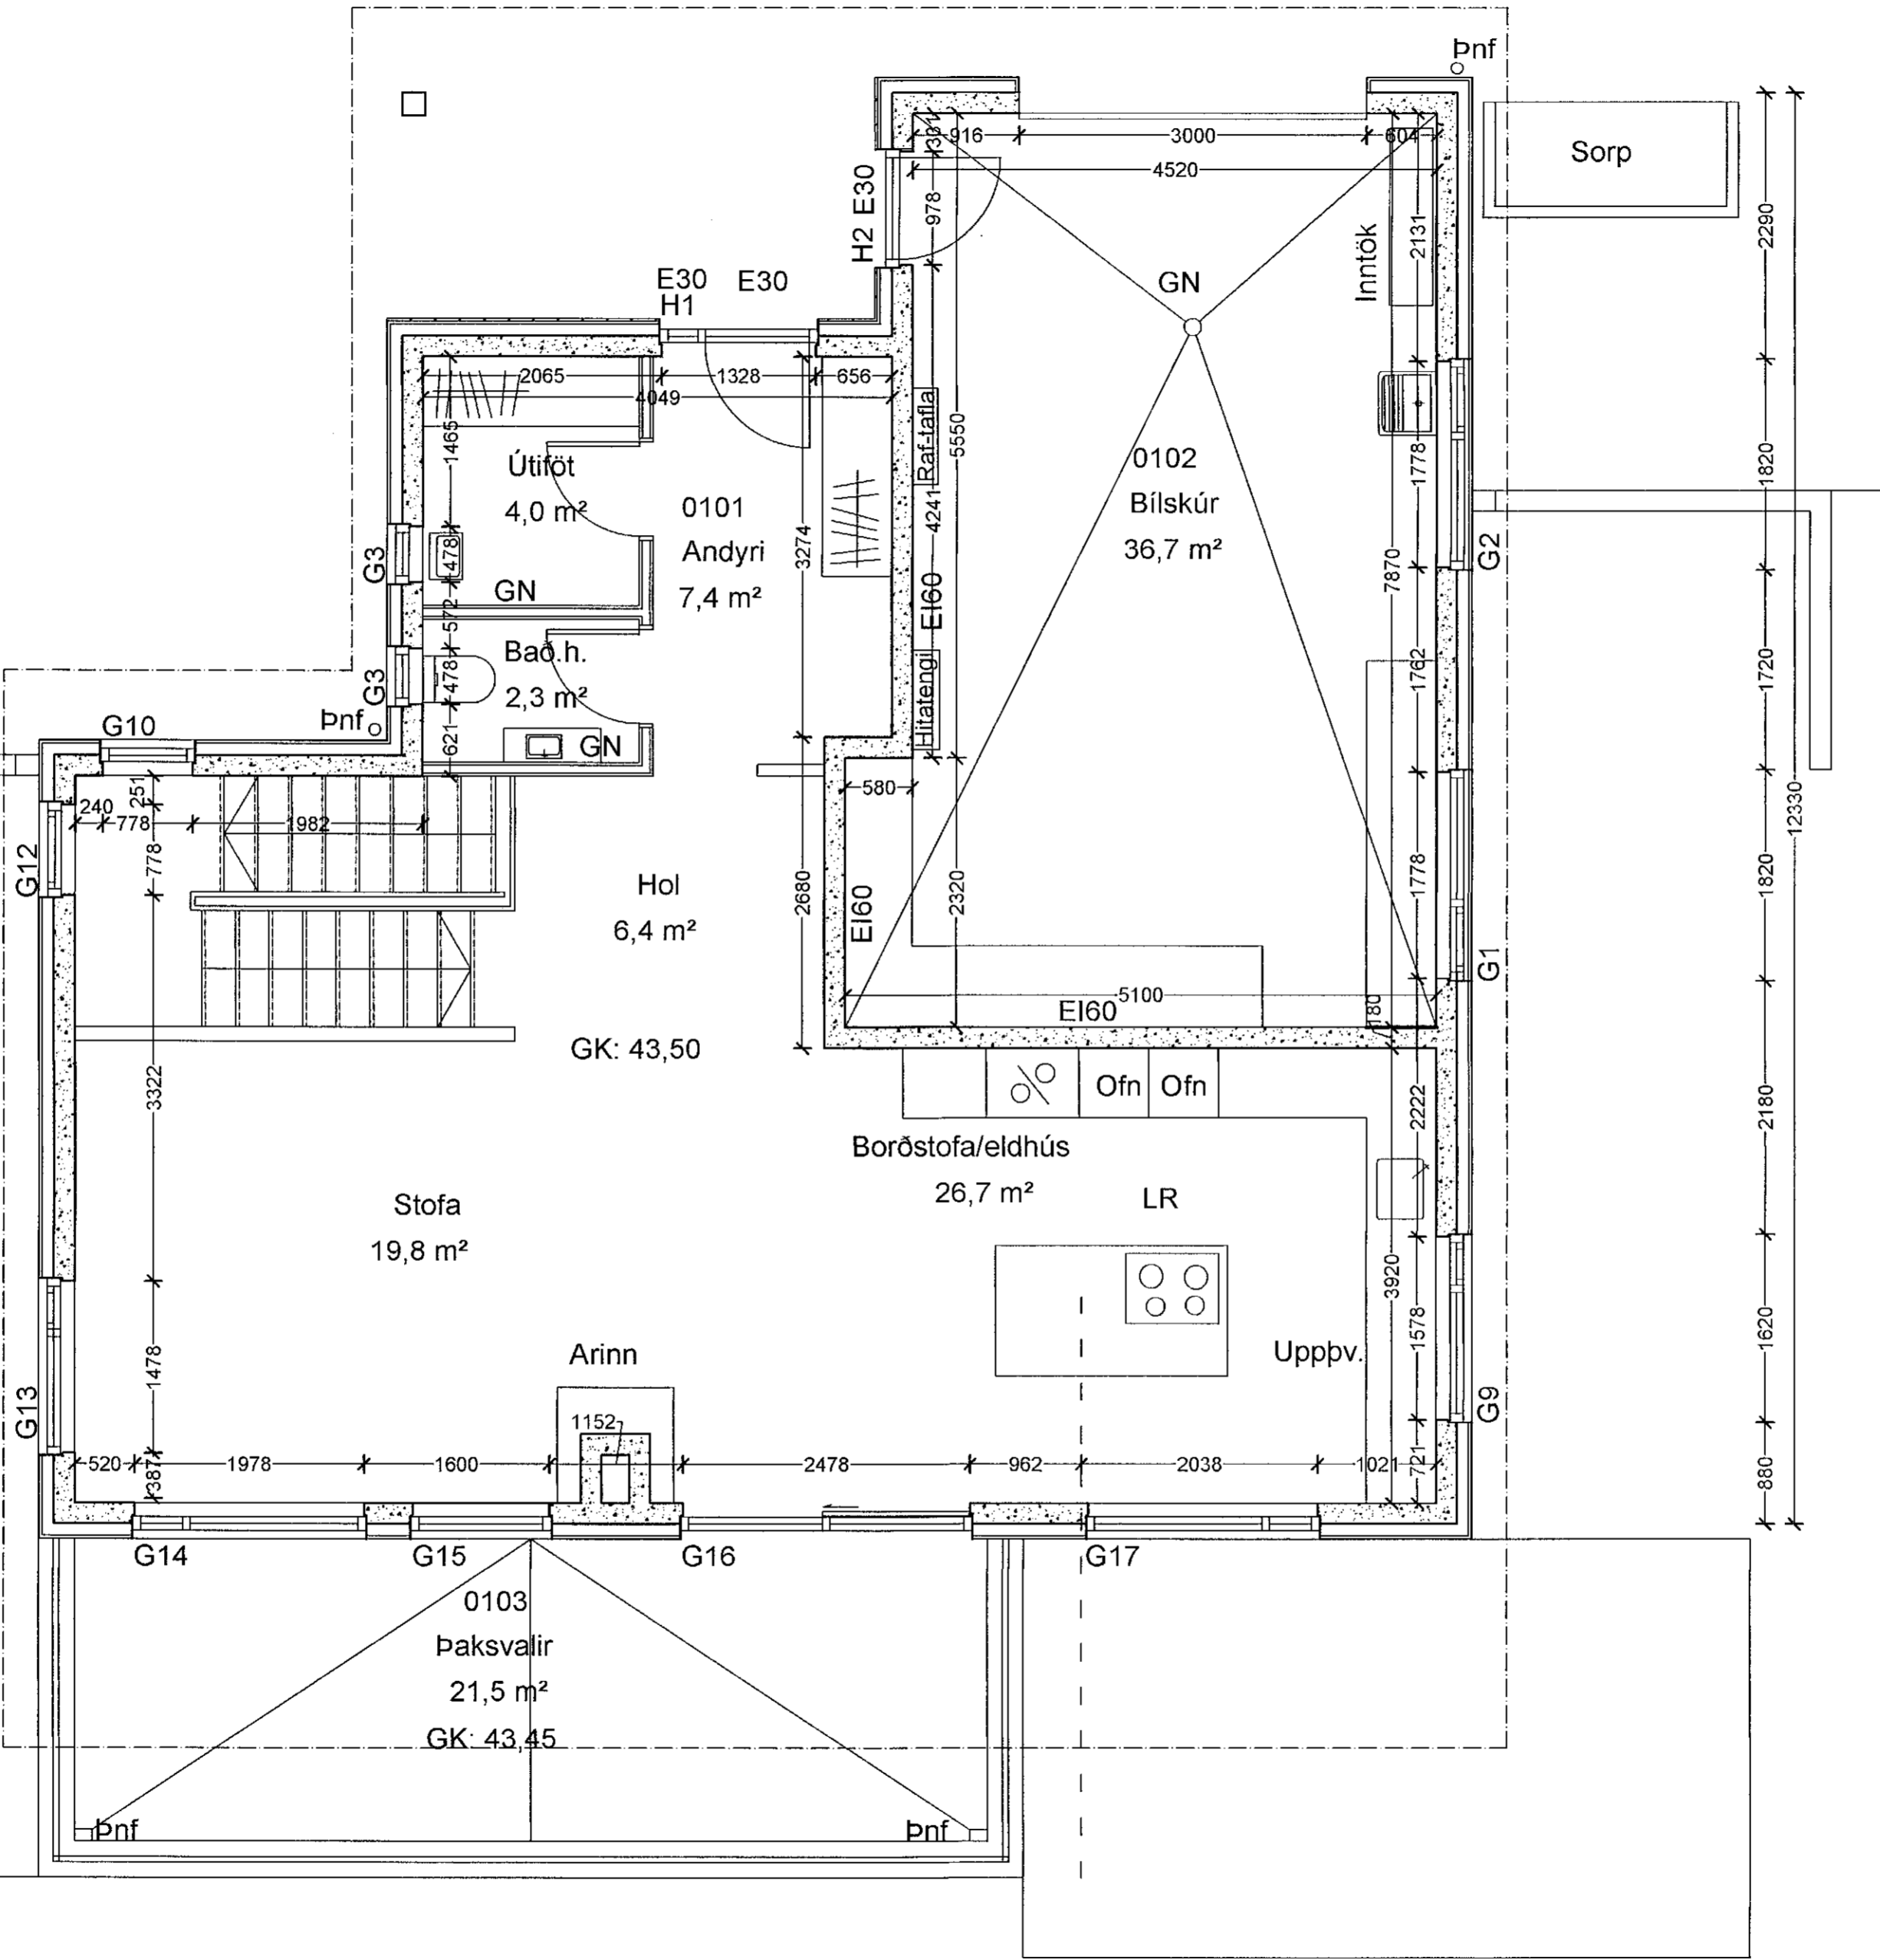 Þnf
Sorp
331
916
3000
604
4520
H2 E30
978
2131
Inntök
2290
GN
E30
E30
H1
2065
1328
656
4049
1465
Útiföt
4,0 m²
0101
Andyri
7,4 m²
3274
Raf-tafla
4241
5550
0102
Bílskúr
36,7 m²
1778
1820
G3
478
GN
572
EI60
7870
G2
Bað.h.
2,3 m²
G3
478
621
GN
Hitatengi
1762
1720
Þnf
G10
12330
240
251
778
1982
580
G12
778
Hol
6,4 m²
2680
EI60
2320
1778
1820
G1
5100
EI60
180
GK: 43,50
3322
Ofn
Ofn
2222
2180
Borðstofa/eldhús
26,7 m²
LR
Stofa
19,8 m²
3920
Arinn
Uppþv.
1478
1578
1620
G13
G9
1152
520
387
1978
1600
2478
962
2038
1021
721
880
G14
G15
G16
G17
0103
Þaksvalir
21,5 m²
GK: 43,45
Þnf
Þnf